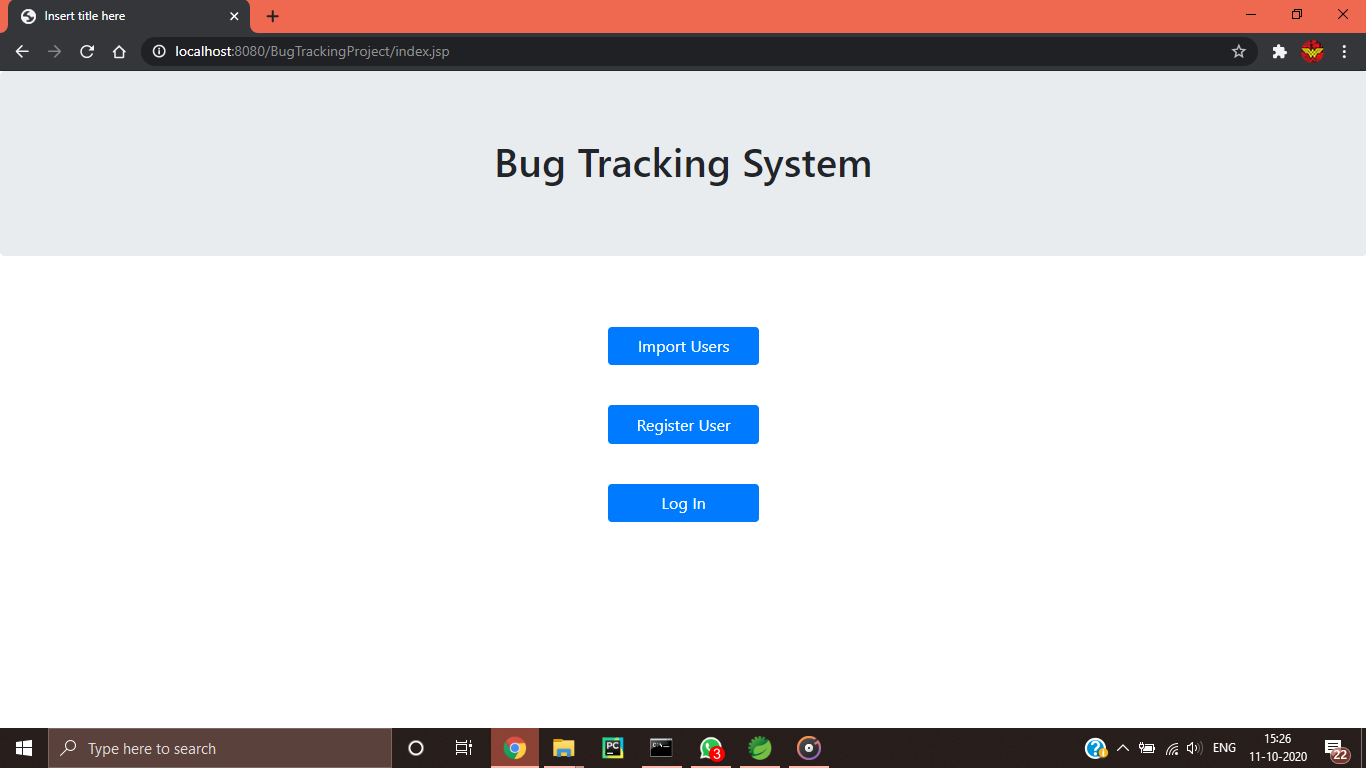 Insert title here
localhost:8080/BugTrackingProject/index.jsp
Bug Tracking System
Import Users
Register User
Log In
Type here to search
PC
C:\_
3
ENG
15:26
11-10-2020
22